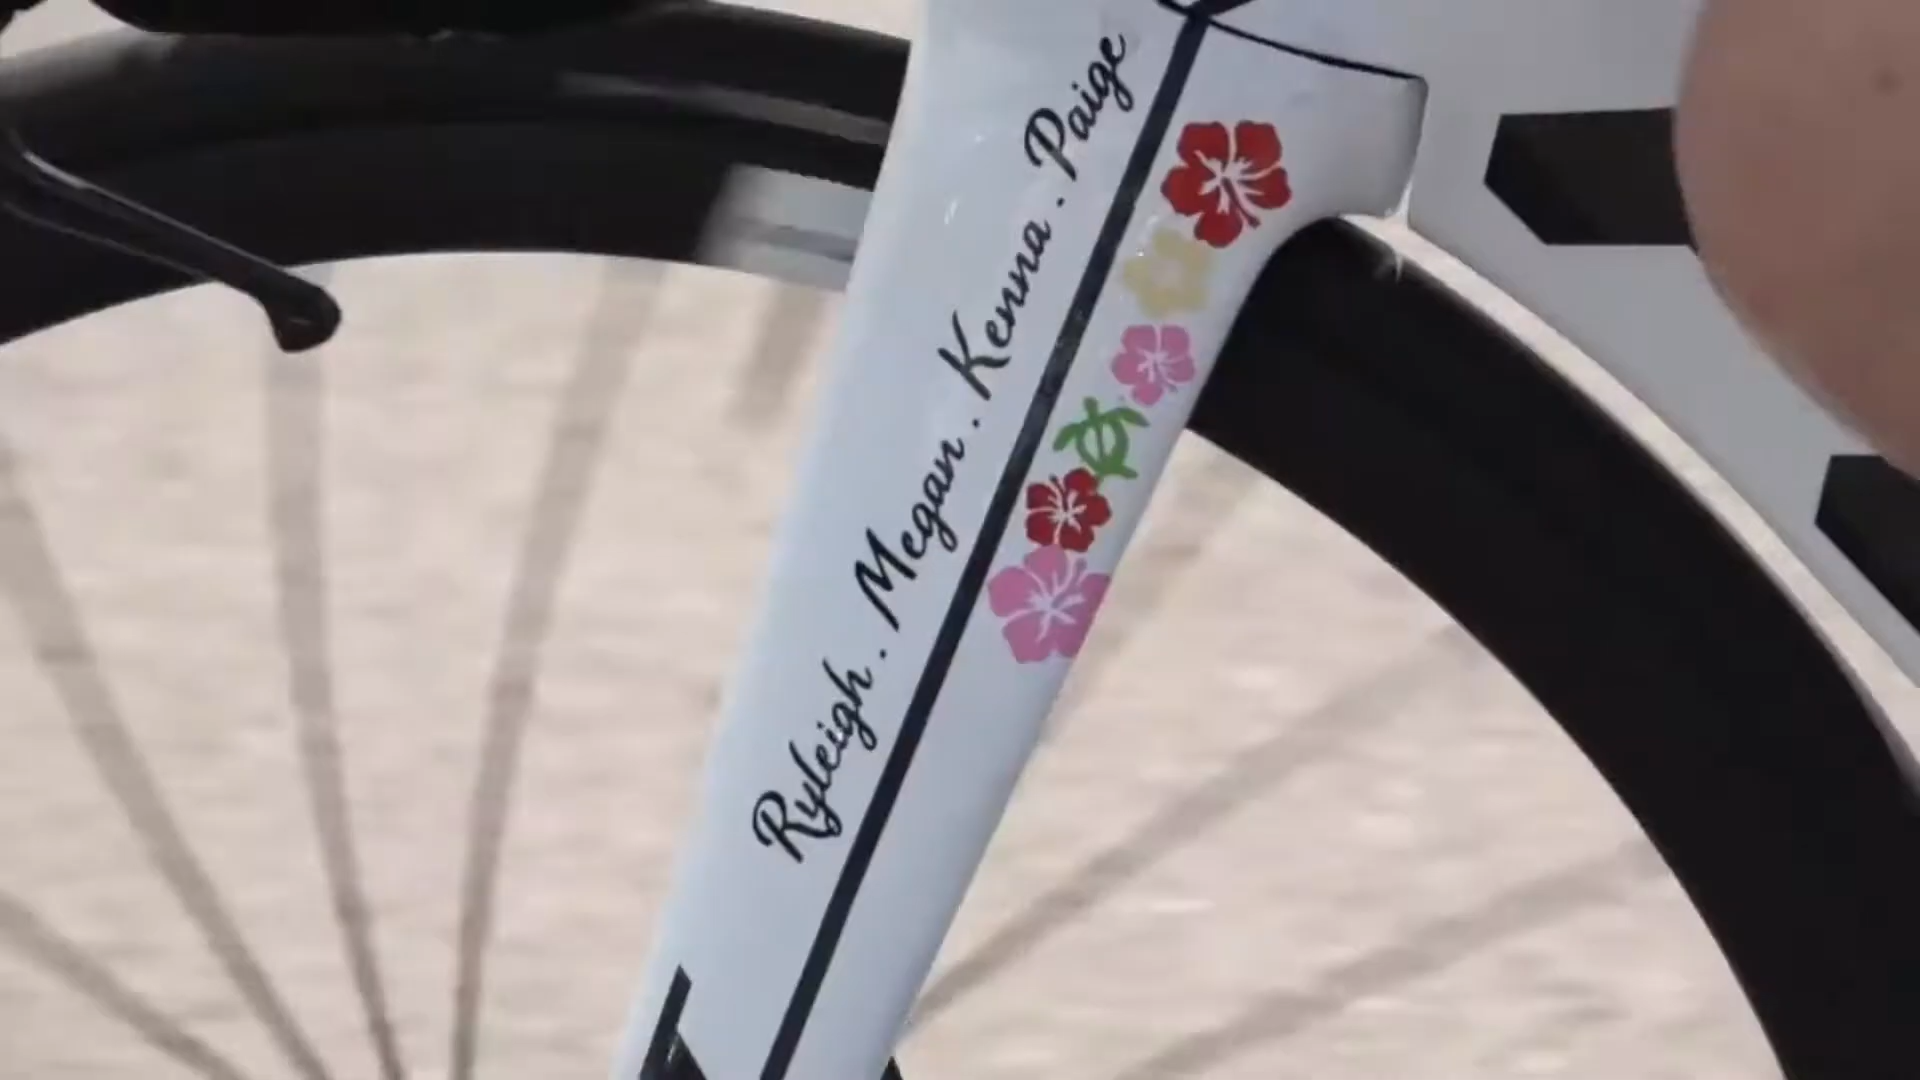 Ryleigh . Megan . Kenna . Paige